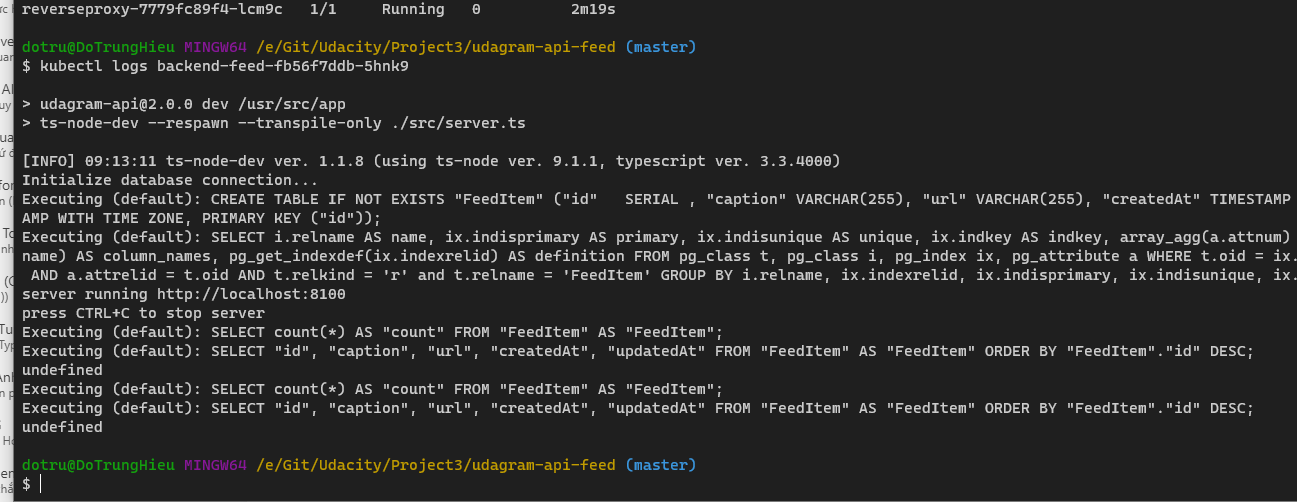 reverseproxy-7779fc89f4-lcm9c   1/1     Running   0          2m19s
dotru@DoTrungHieu MINGW64 /e/Git/Udacity/Project3/udagram-api-feed (master)
$ kubectl logs backend-feed-fb56f7ddb-5hnk9
> udagram-api@2.0.0 dev /usr/src/app
> ts-node-dev --respawn --transpile-only ./src/server.ts
[INFO] 09:13:11 ts-node-dev ver. 1.1.8 (using ts-node ver. 9.1.1, typescript ver. 3.3.4000)
Initialize database connection...
Executing (default): CREATE TABLE IF NOT EXISTS "FeedItem" ("id"   SERIAL , "caption" VARCHAR(255), "url" VARCHAR(255), "createdAt" TIMESTAMP
AMP WITH TIME ZONE, PRIMARY KEY ("id"));
Executing (default): SELECT i.relname AS name, ix.indisprimary AS primary, ix.indisunique AS unique, ix.indkey AS indkey, array_agg(a.attnum)
name) AS column_names, pg_get_indexdef(ix.indexrelid) AS definition FROM pg_class t, pg_class i, pg_index ix, pg_attribute a WHERE t.oid = ix.
AND a.attrelid = t.oid AND t.relkind = 'r' and t.relname = 'FeedItem' GROUP BY i.relname, ix.indexrelid, ix.indisprimary, ix.indisunique, ix.
server running http://localhost:8100
press CTRL+C to stop server
Executing (default): SELECT count(*) AS "count" FROM "FeedItem" AS "FeedItem";
Executing (default): SELECT "id", "caption", "url", "createdAt", "updatedAt" FROM "FeedItem" AS "FeedItem" ORDER BY "FeedItem"."id" DESC;
undefined
Executing (default): SELECT count(*) AS "count" FROM "FeedItem" AS "FeedItem";
Executing (default): SELECT "id", "caption", "url", "createdAt", "updatedAt" FROM "FeedItem" AS "FeedItem" ORDER BY "FeedItem"."id" DESC;
undefined
dotru@DoTrungHieu MINGW64 /e/Git/Udacity/Project3/udagram-api-feed (master)
$